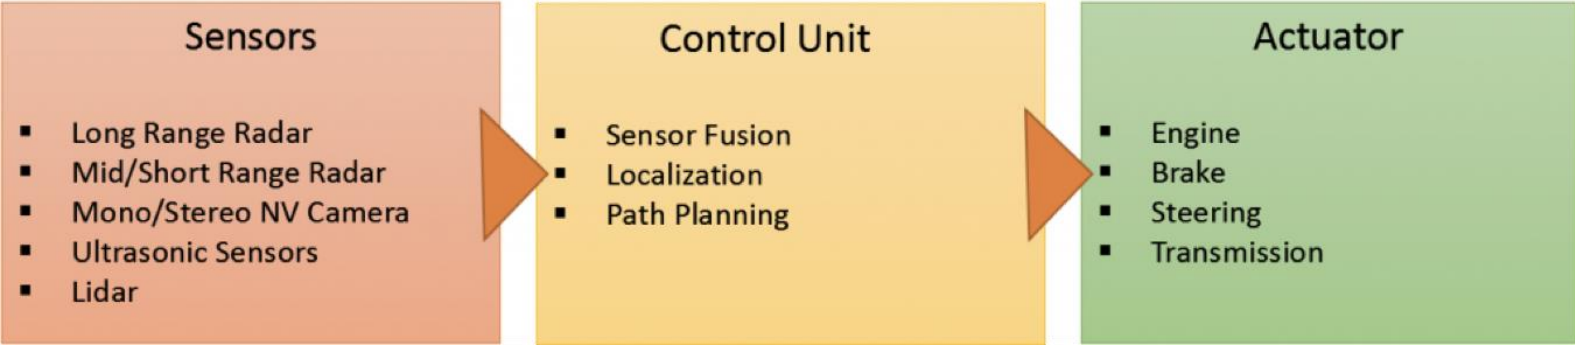 Sensors
▪ Long Range Radar
▪ Mid/Short Range Radar
▪ Mono/Stereo NV Camera
▪ Ultrasonic Sensors
▪ Lidar
Control Unit
▪ Sensor Fusion
▪ Localization
▪ Path Planning
Actuator
▪ Engine
▪ Brake
▪ Steering
▪ Transmission